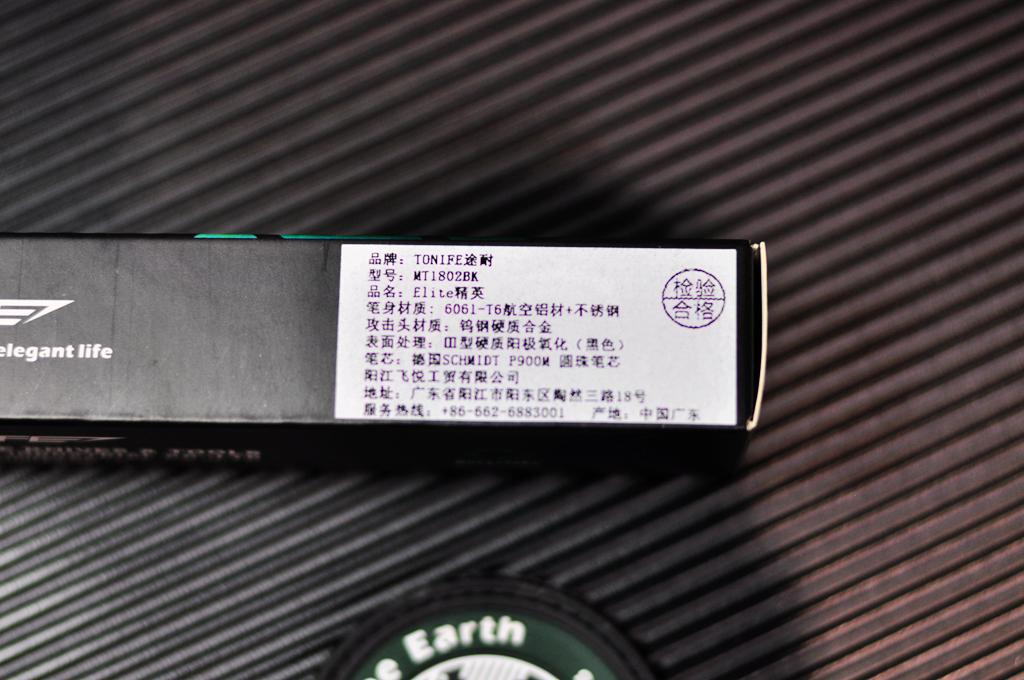 品牌：TONIFE途耐
型号：MT1802BK
品名：Elite精英
笔身材质：6061-T6航空铝材+不锈钢
攻击头材质：钨钢硬质合金
表面处理：III型硬质阳极氧化（黑色）
笔芯：德国SCHMIDT P900M 圆珠笔芯
阳江飞悦工贸有限公司
地址：广东省阳江市阳东区陶然三路18号
服务热线：+86-662-6883001 产地：中国广东
检验
合格
elegant life
Earth